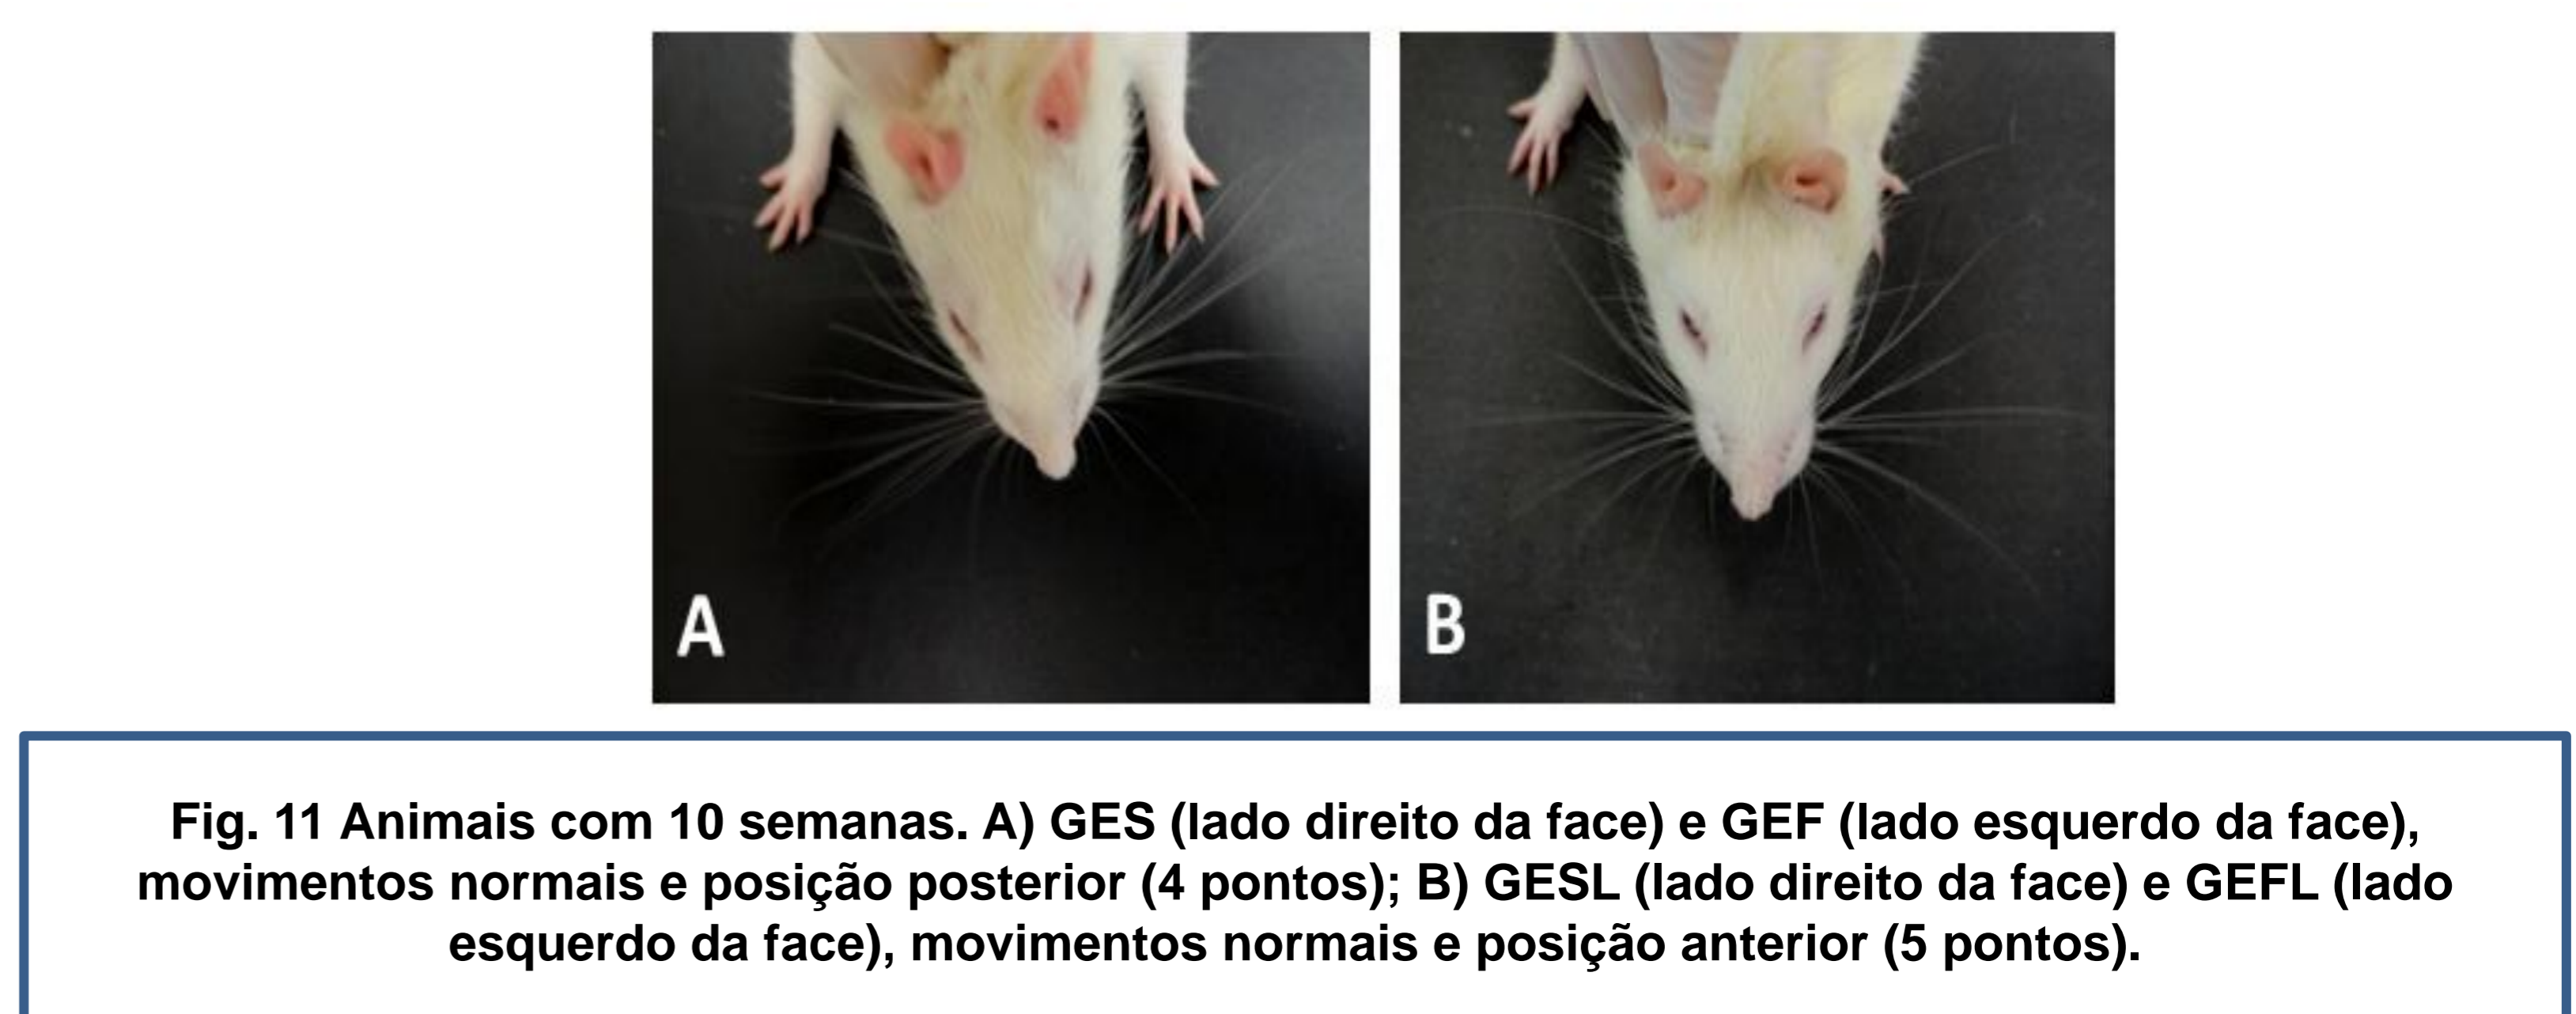 A
B
Fig. 11 Animais com 10 semanas. A) GES (lado direito da face) e GEF (lado esquerdo da face),
movimentos normais e posição posterior (4 pontos); B) GESL (lado direito da face) e GEFL (lado
esquerdo da face), movimentos normais e posição anterior (5 pontos).